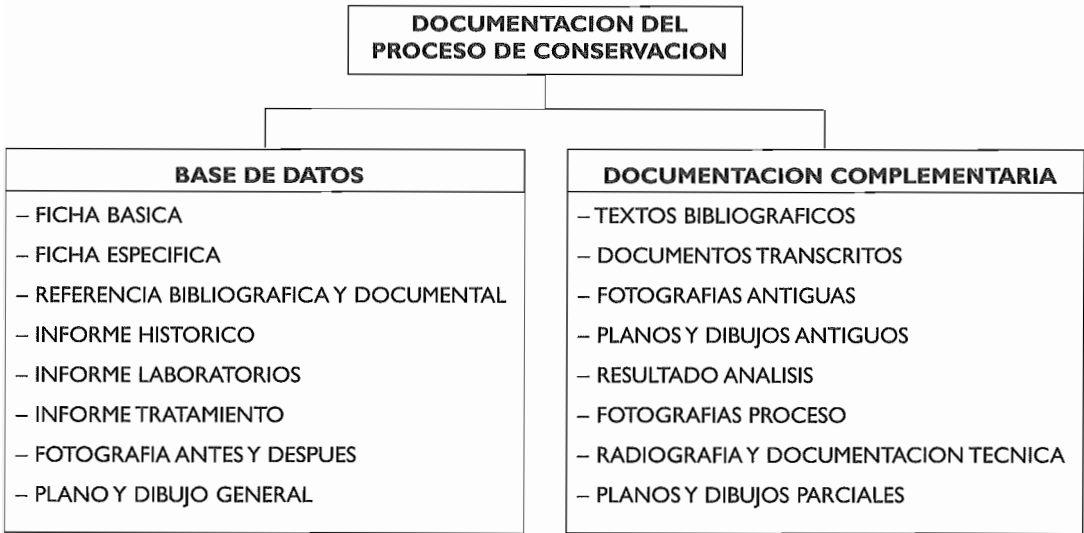 DOCUMENTACION DEL
PROCESO DE CONSERVACION
BASE DE DATOS
– FICHA BASICA
– FICHA ESPECIFICA
– REFERENCIA BIBLIOGRAFICA Y DOCUMENTAL
– INFORME HISTORICO
– INFORME LABORATORIOS
– INFORME TRATAMIENTO
– FOTOGRAFIA ANTES Y DESPUES
– PLANO Y DIBUJO GENERAL
DOCUMENTACION COMPLEMENTARIA
– TEXTOS BIBLIOGRAFICOS
– DOCUMENTOS TRANSCRITOS
– FOTOGRAFIAS ANTIGUAS
– PLANOS Y DIBUJOS ANTIGUOS
– RESULTADO ANALISIS
– FOTOGRAFIAS PROCESO
– RADIOGRAFIA Y DOCUMENTACION TECNICA
– PLANOS Y DIBUJOS PARCIALES